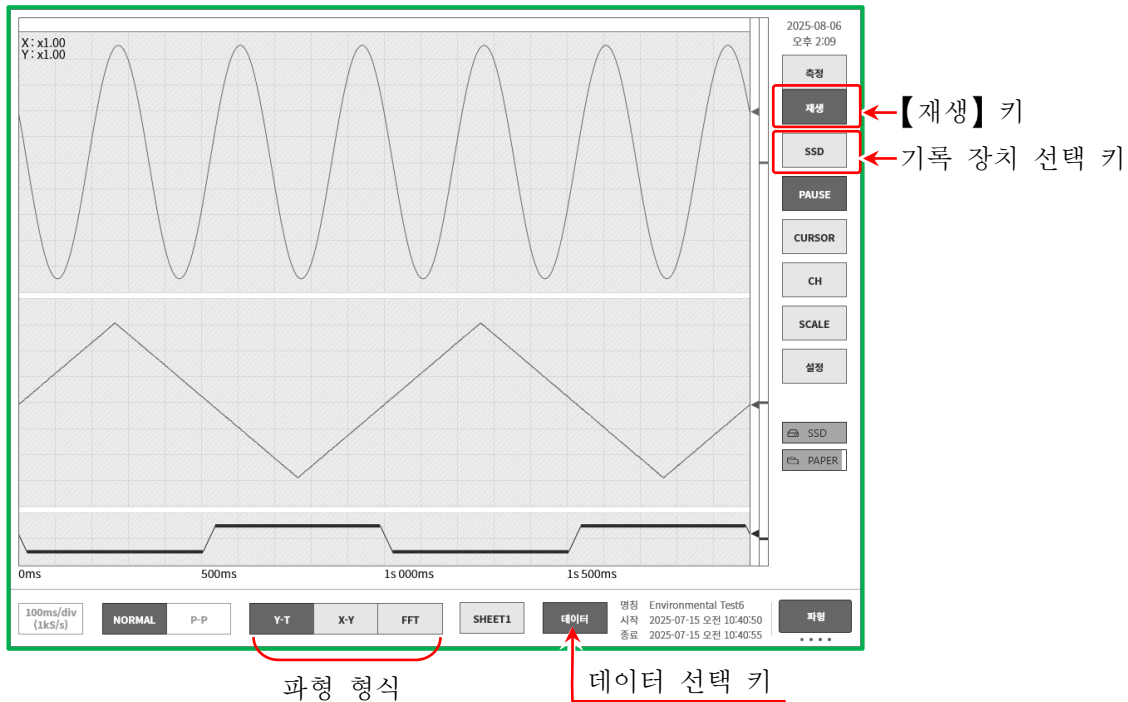 X: x1.00
Y: x1.00
2025-08-06
오후 2:09
측정
재생
【재생】 키
SSD
기록 장치 선택 키
PAUSE
CURSOR
CH
SCALE
설정
SSD
PAPER
0ms 500ms 1s 000ms 1s 500ms
100ms/div
(1kS/s)
NORMAL P-P
Y-T X-Y FFT
SHEET1
데이터
명칭 Environmental Test6
시작 2025-07-15 오전 10:40:50
종료 2025-07-15 오전 10:40:55
파형
파형 형식
데이터 선택 키